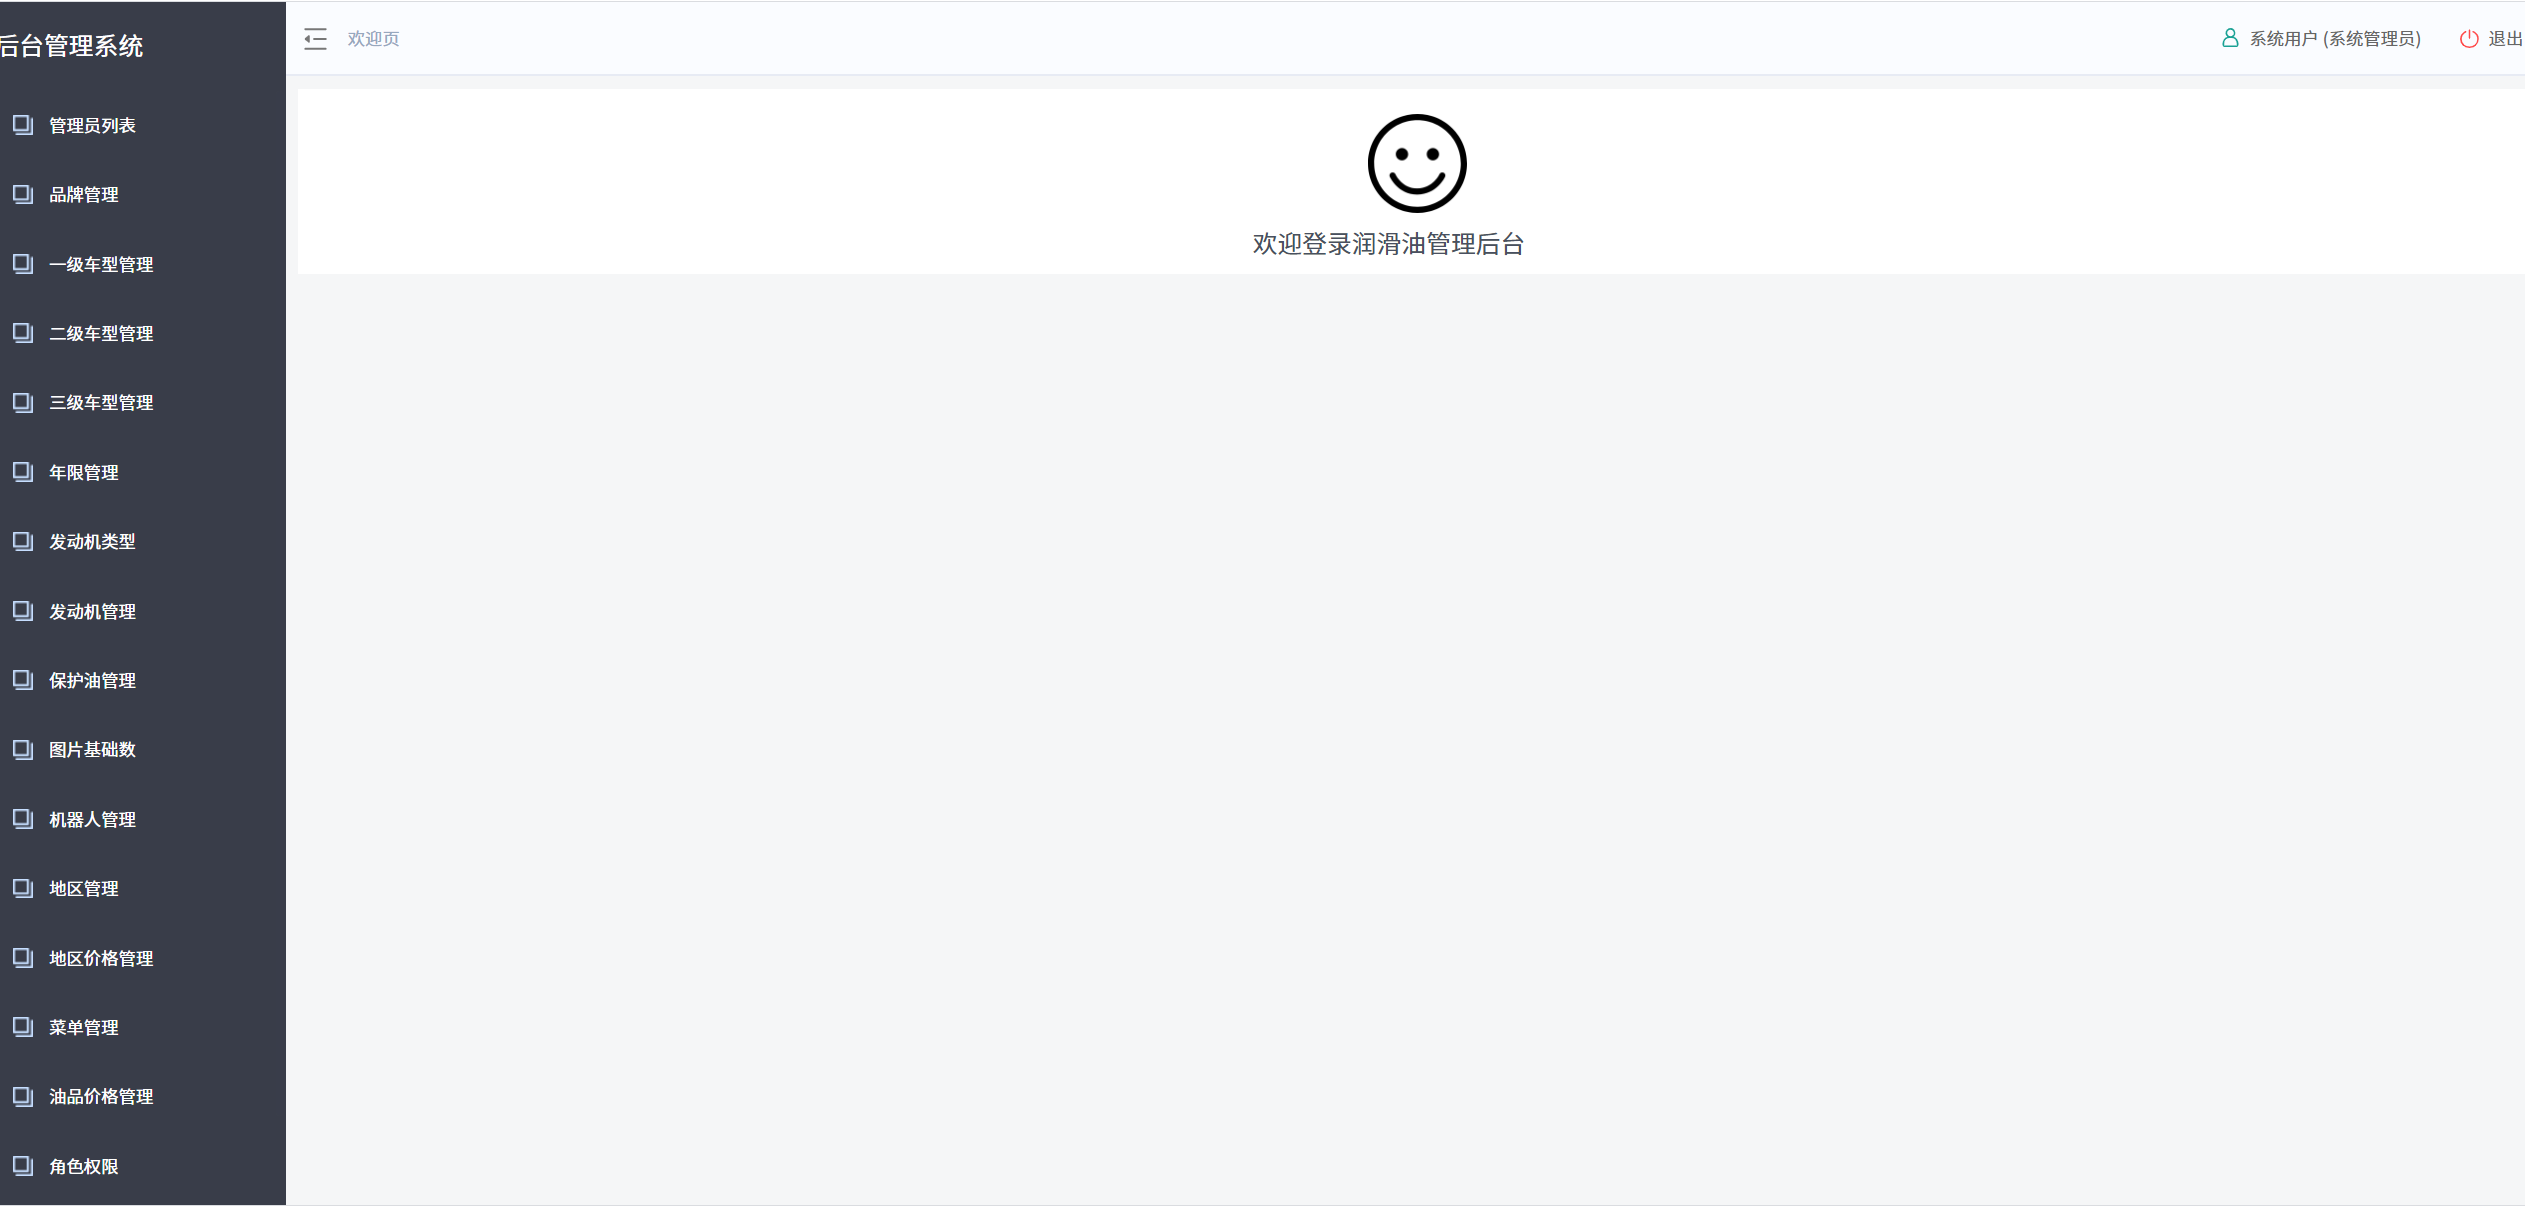 后台管理系统
欢迎页
系统用户 (系统管理员)
退出
管理员列表
品牌管理
一级车型管理
二级车型管理
三级车型管理
年限管理
发动机类型
发动机管理
保护油管理
图片基础数
机器人管理
地区管理
地区价格管理
菜单管理
油品价格管理
角色权限
欢迎登录润滑油管理后台